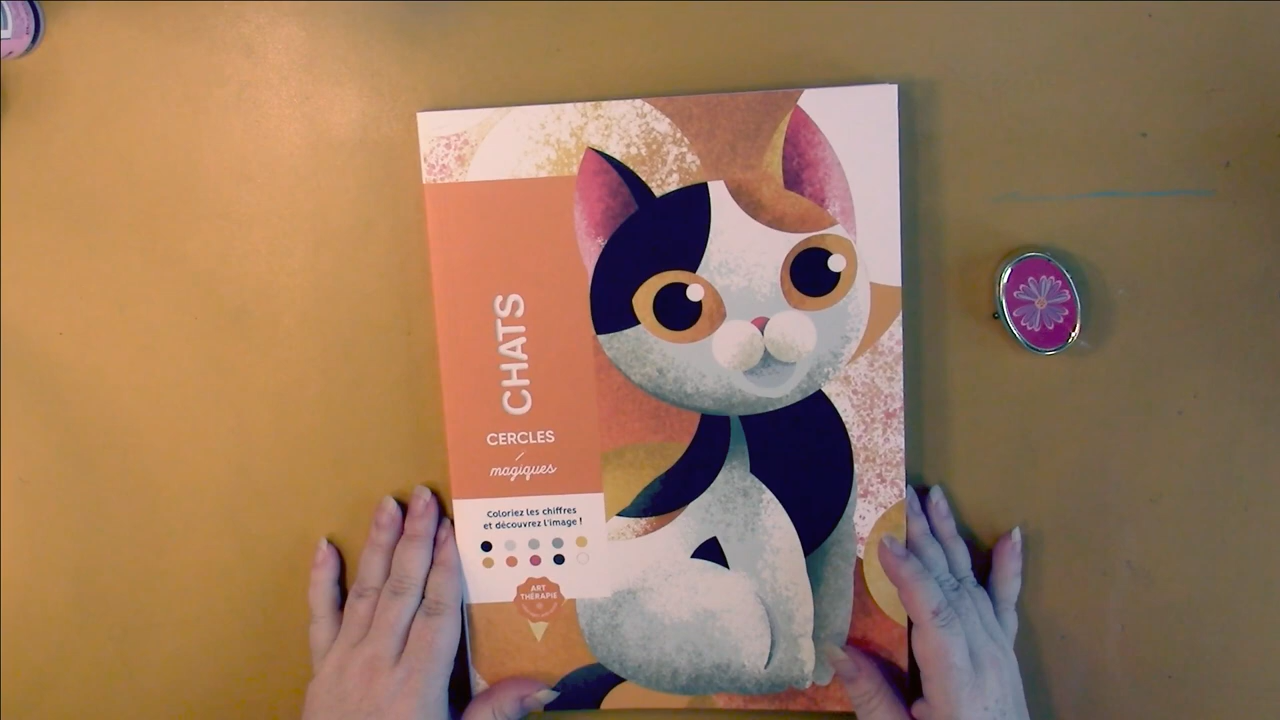 CHATS
CERCLES
magiques
Coloriez les chiffres
et découvrez l'image !
ART
THÉRAPIE